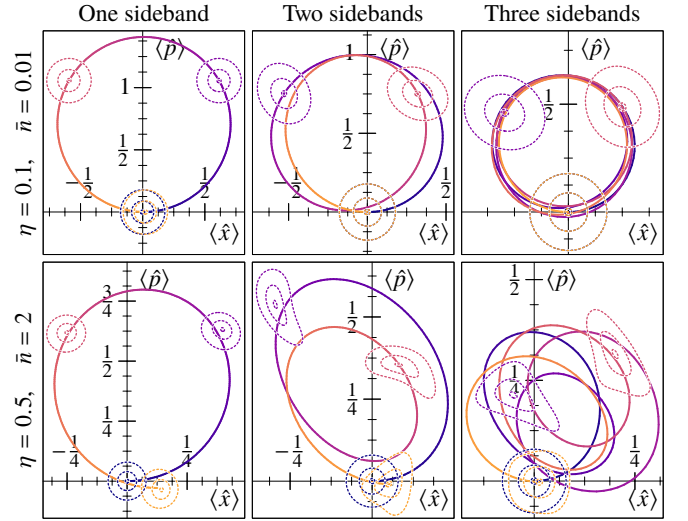 One sideband Two sidebands Three sidebands
η = 0.1, n̄ = 0.01
⟨p̂⟩ 1 1/2 −1/2 1/2 ⟨x̂⟩
⟨p̂⟩ 1 1/2 −1/2 1/2 ⟨x̂⟩
⟨p̂⟩ 1/2 ⟨x̂⟩
η = 0.5, n̄ = 2
⟨p̂⟩ 3/4 1/2 1/4 −1/4 1/4 ⟨x̂⟩
⟨p̂⟩ 1/2 1/4 −1/4 ⟨x̂⟩
⟨p̂⟩ 1/2 1/4 1/4 ⟨x̂⟩